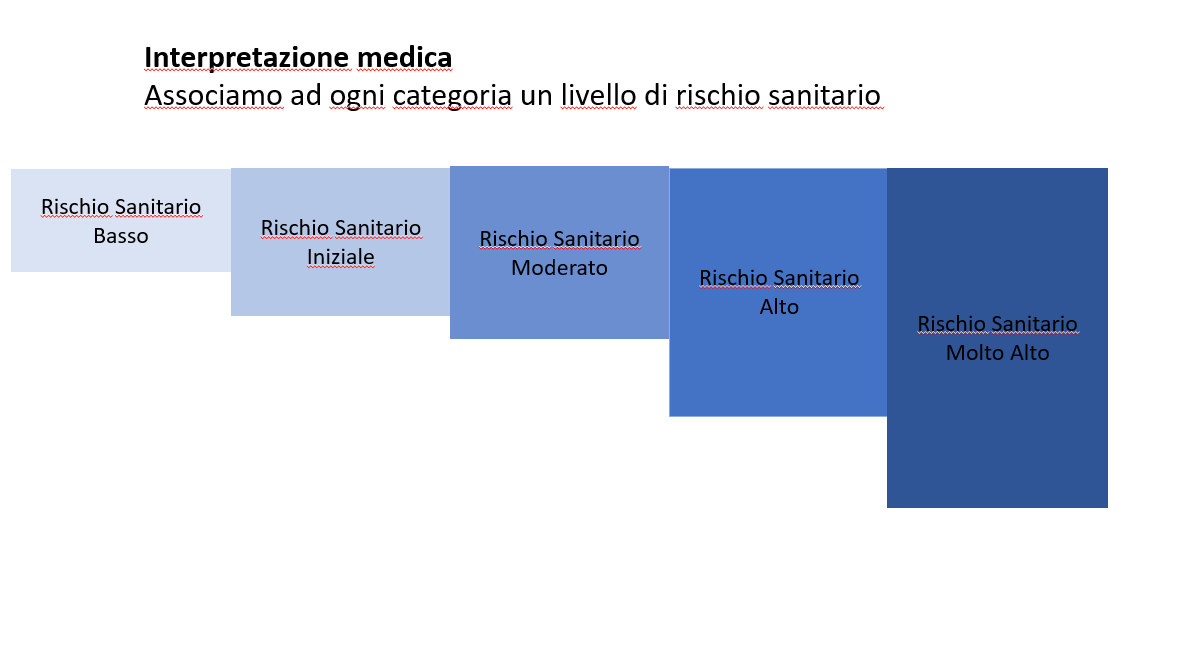 Interpretazione medica
Associamo ad ogni categoria un livello di rischio sanitario
Rischio Sanitario
Basso
Rischio Sanitario
Iniziale
Rischio Sanitario
Moderato
Rischio Sanitario
Alto
Rischio Sanitario
Molto Alto